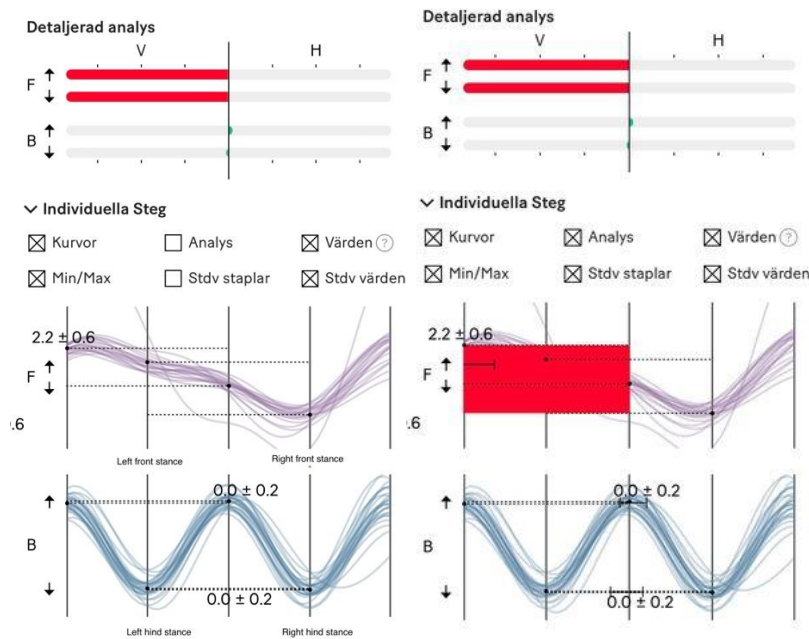 Detaljerad analys
V H
F
B
Individuella Steg
Kurvor Analys Värden ?
Min/Max Stdv staplar Stdv värden
2.2 ± 0.6
F
.6
Left front stance Right front stance
0.0 ± 0.2
B
0.0 ± 0.2
Left hind stance Right hind stance
Detaljerad analys
V H
F
B
Individuella Steg
Kurvor Analys Värden ?
Min/Max Stdv staplar Stdv värden
2.2 ± 0.6
F
.6
0.0 ± 0.2
B
0.0 ± 0.2